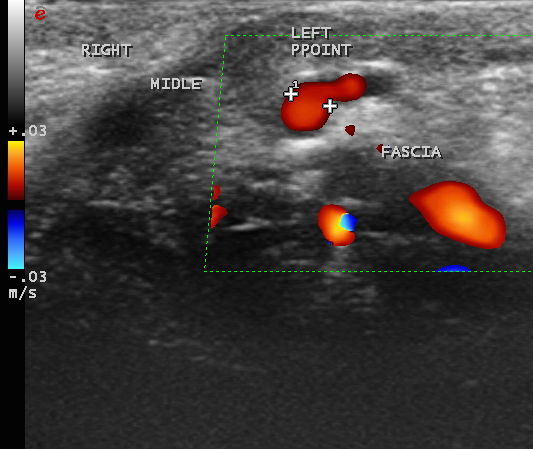 e
LEFT
RIGHT
PPOINT
MIDLE
1
+.03
FASCIA
-.03
m/s